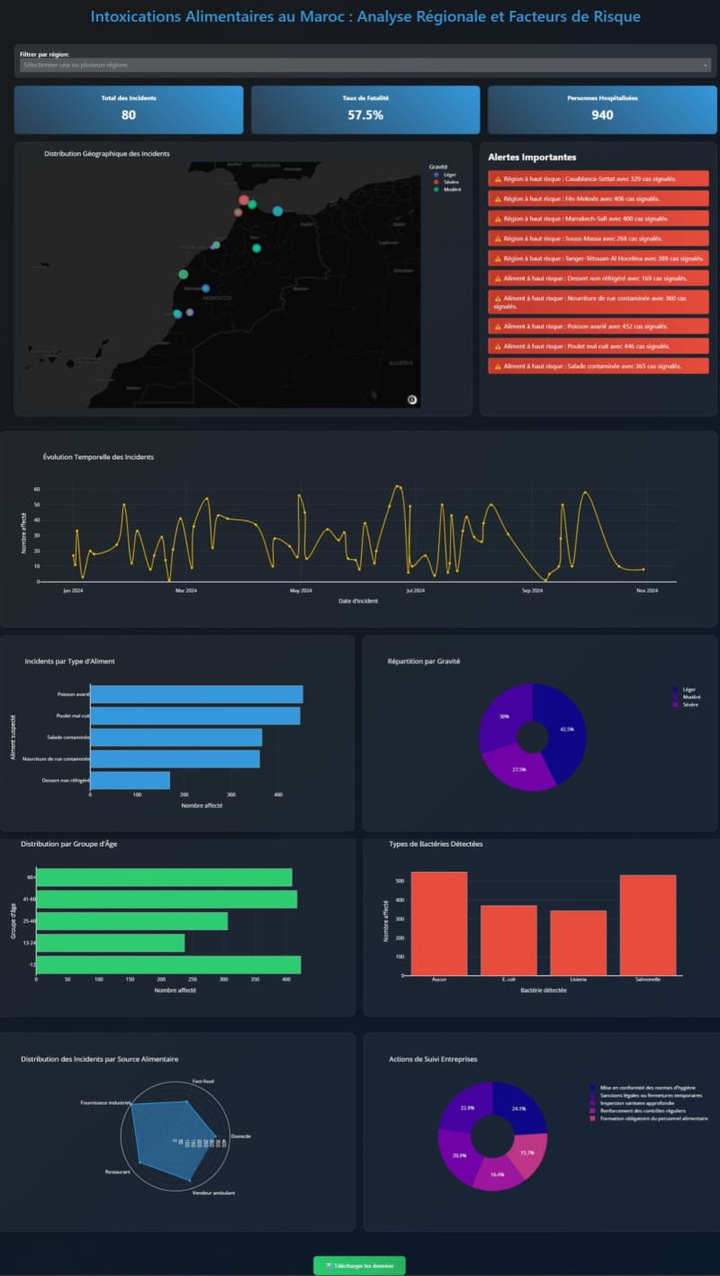 Intoxications Alimentaires au Maroc : Analyse Régionale et Facteurs de Risque
Filtrer par région:
Sélectionner une ou plusieurs régions
Total des Incidents
80
Taux de Fatalité
57.5%
Personnes Hospitalisées
940
Distribution Géographique des Incidents
Gravité
Léger
Sévère
Modéré
MOROCCO
ALGERIA
Alertes Importantes
Région à haut risque : Casablanca-Settat avec 329 cas signalés.
Région à haut risque : Fès-Meknès avec 406 cas signalés.
Région à haut risque : Marrakech-Safi avec 400 cas signalés.
Région à haut risque : Souss-Massa avec 268 cas signalés.
Région à haut risque : Tanger-Tétouan-Al Hoceïma avec 389 cas signalés.
Aliment à haut risque : Dessert non réfrigéré avec 169 cas signalés.
Aliment à haut risque : Nourriture de rue contaminée avec 360 cas
signalés.
Aliment à haut risque : Poisson avarié avec 452 cas signalés.
Aliment à haut risque : Poulet mal cuit avec 446 cas signalés.
Aliment à haut risque : Salade contaminée avec 365 cas signalés.
Évolution Temporelle des Incidents
Nombre affecté
60
50
40
30
20
10
0
Jan 2024
Mar 2024
May 2024
Jul 2024
Sep 2024
Nov 2024
Date d'Incident
Incidents par Type d'Aliment
Aliment suspecté
Poisson avarié
Poulet mal cuit
Salade contaminée
Nourriture de rue contaminée
Dessert non réfrigéré
0
100
200
300
400
Nombre affecté
Répartition par Gravité
Léger
Modéré
Sévère
30%
42.5%
27.5%
Distribution par Groupe d'Âge
Groupe d'âge
60+
41-60
25-40
13-24
-12
0
50
100
150
200
250
300
350
400
Nombre affecté
Types de Bactéries Détectées
Nombre affecté
500
400
300
200
100
0
Aucun
E. coli
Listeria
Salmonelle
Bactérie détectée
Distribution des Incidents par Source Alimentaire
Fast-food
Fournisseur industriel
Domicile
Restaurant
Vendeur ambulant
Actions de Suivi Entreprises
22.9%
24.1%
20.9%
15.7%
16.4%
Mise en conformité des normes d'hygiène
Sanctions légales ou fermetures temporaires
Inspection sanitaire approfondie
Renforcement des contrôles réguliers
Formation obligatoire du personnel alimentaire
Télécharger les données